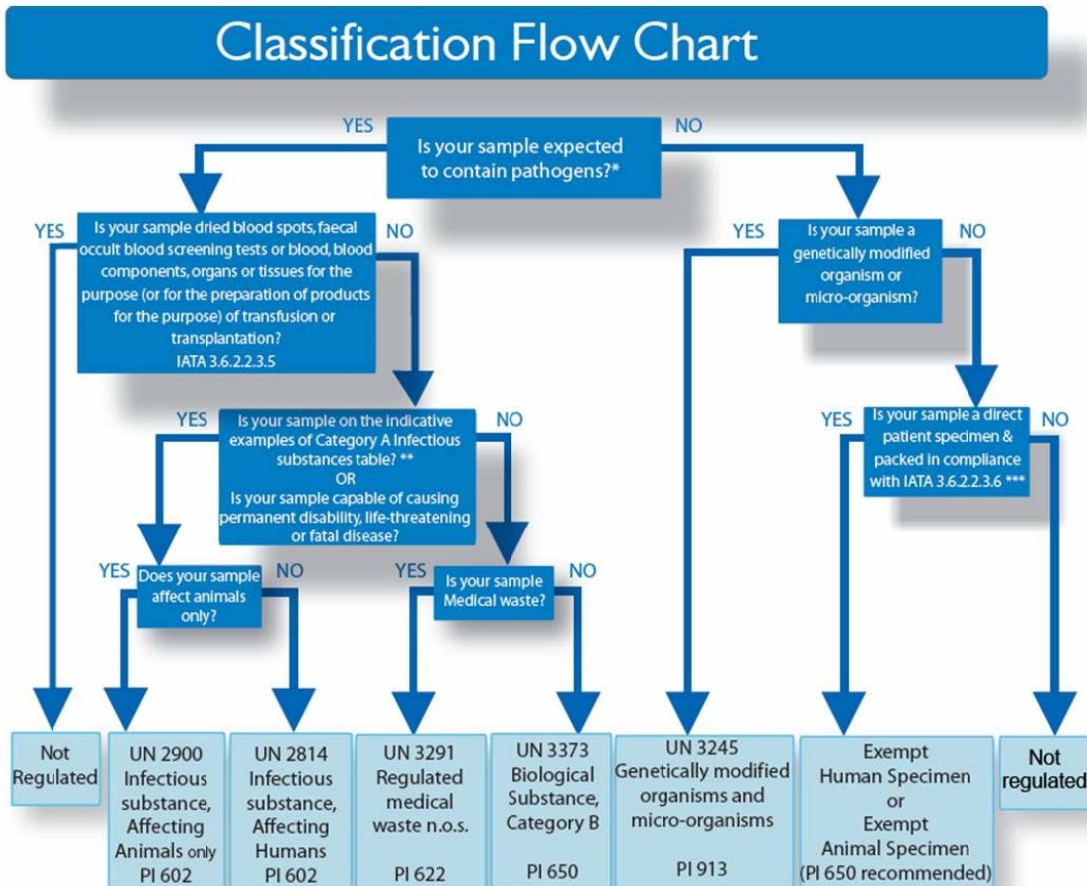 Classification Flow Chart
YES
NO
Is your sample expected
to contain pathogens?*
YES
Is your sample dried blood spots, faecal
occult blood screening tests or blood, blood
components, organs or tissues for the
purpose (or for the preparation of products
for the purpose) of transfusion or
transplantation?
IATA 3.6.2.2.3.5
NO
YES
Is your sample a
genetically modified
organism or
micro-organism?
NO
YES
Is your sample on the indicative
examples of Category A Infectious
substances table? **
OR
Is your sample capable of causing
permanent disability, life-threatening
or fatal disease?
NO
YES
Is your sample a direct
patient specimen &
packed in compliance
with IATA 3.6.2.2.3.6 ***
NO
YES
Does your sample
affect animals
only?
NO
YES
Is your sample
Medical waste?
NO
Not
Regulated
UN 2900
Infectious
substance,
Affecting
Animals only
PI 602
UN 2814
Infectious
substance,
Affecting
Humans
PI 602
UN 3291
Regulated
medical
waste n.o.s.
PI 622
UN 3373
Biological
Substance,
Category B
PI 650
UN 3245
Genetically modified
organisms and
micro-organisms
PI 913
Exempt
Human Specimen
or
Exempt
Animal Specimen
(PI 650 recommended)
Not
regulated